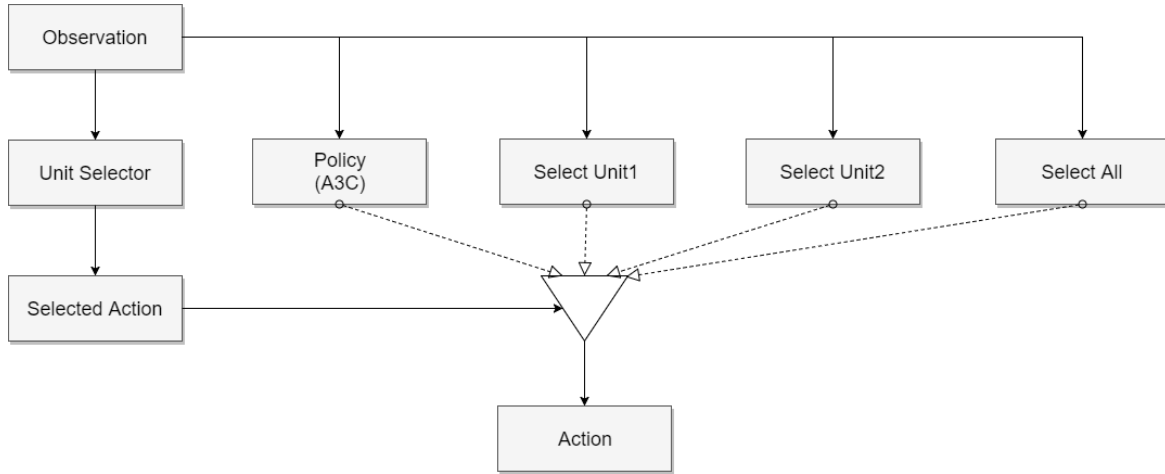 Observation
Unit Selector
Policy
(A3C)
Select Unit1
Select Unit2
Select All
Selected Action
Action